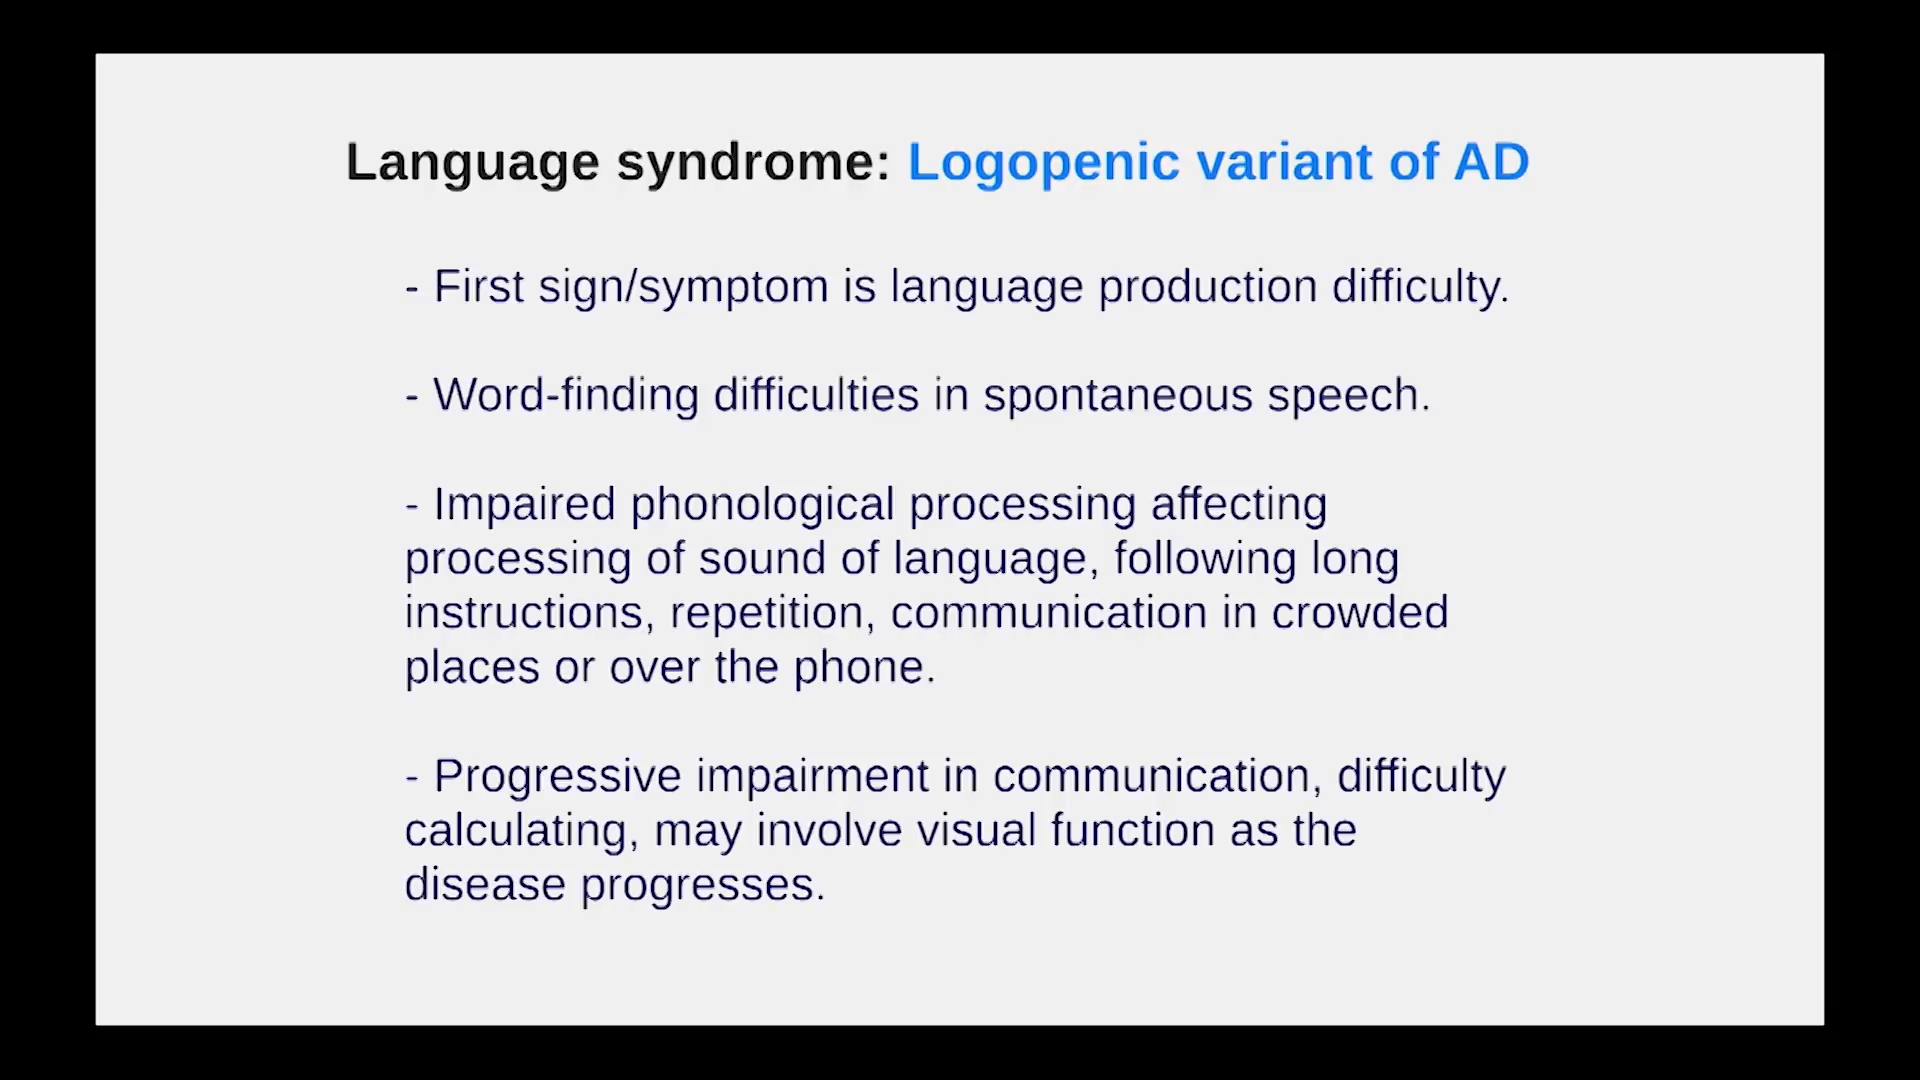 Language syndrome: Logopenic variant of AD
- First sign/symptom is language production difficulty.
- Word-finding difficulties in spontaneous speech.
- Impaired phonological processing affecting
processing of sound of language, following long
instructions, repetition, communication in crowded
places or over the phone.
- Progressive impairment in communication, difficulty
calculating, may involve visual function as the
disease progresses.